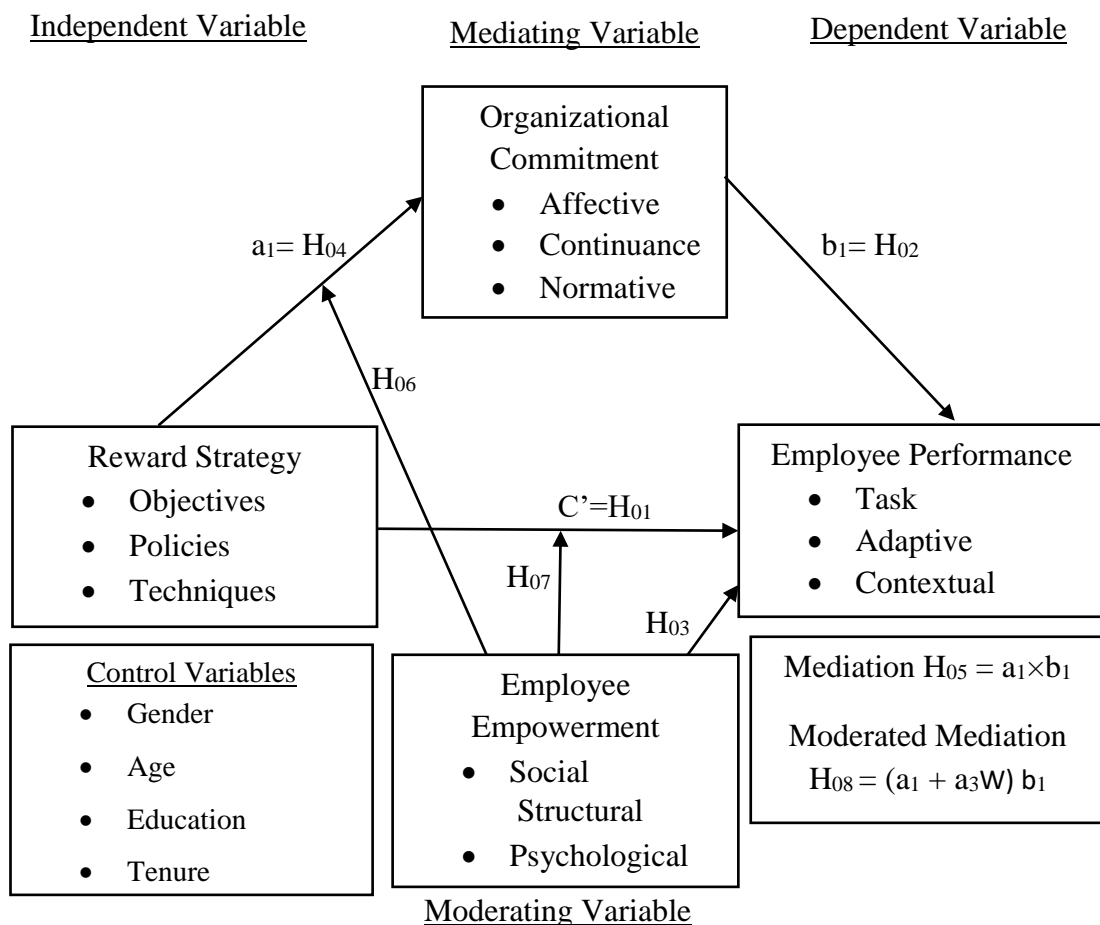 Independent Variable
Mediating Variable
Dependent Variable
Organizational
Commitment
• Affective
• Continuance
• Normative
a1= H04
b1= H02
H06
Reward Strategy
• Objectives
• Policies
• Techniques
C’=H01
H07
H03
Employee Performance
• Task
• Adaptive
• Contextual
Control Variables
• Gender
• Age
• Education
• Tenure
Employee
Empowerment
• Social
Structural
• Psychological
Moderating Variable
Mediation H05 = a1×b1
Moderated Mediation
H08 = (a1 + a3W) b1